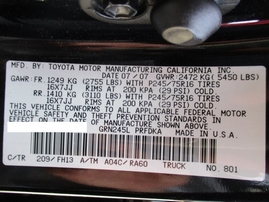 MFD. BY: TOYOTA MOTOR MANUFACTURING CALIFORNIA INC.
DATE: 07/07 GVWR 2472 KG( 5450 LBS)
GAWR:FR.1249 KG (2755 LBS) WITH P245/75R16 TIRES
16X7JJ RIMS AT 200 KPA (29 PSI) COLD
RR.1410 KG (3110 LBS) WITH P245/75R16 TIRES
16X7JJ RIMS AT 200 KPA (29 PSI) COLD
THIS VEHICLE CONFORMS TO ALL APPLICABLE FEDERAL MOTOR
VEHICLE SAFETY AND THEFT PREVENTION STANDARDS IN
EFFECT ON THE DATE OF MANUFACTURE SHOWN ABOVE.
GRN245L PRFDKA MADE IN U.S.A.
C/TR 209/FH13 A/TM A04C/RA60 TRUCK NO. 801